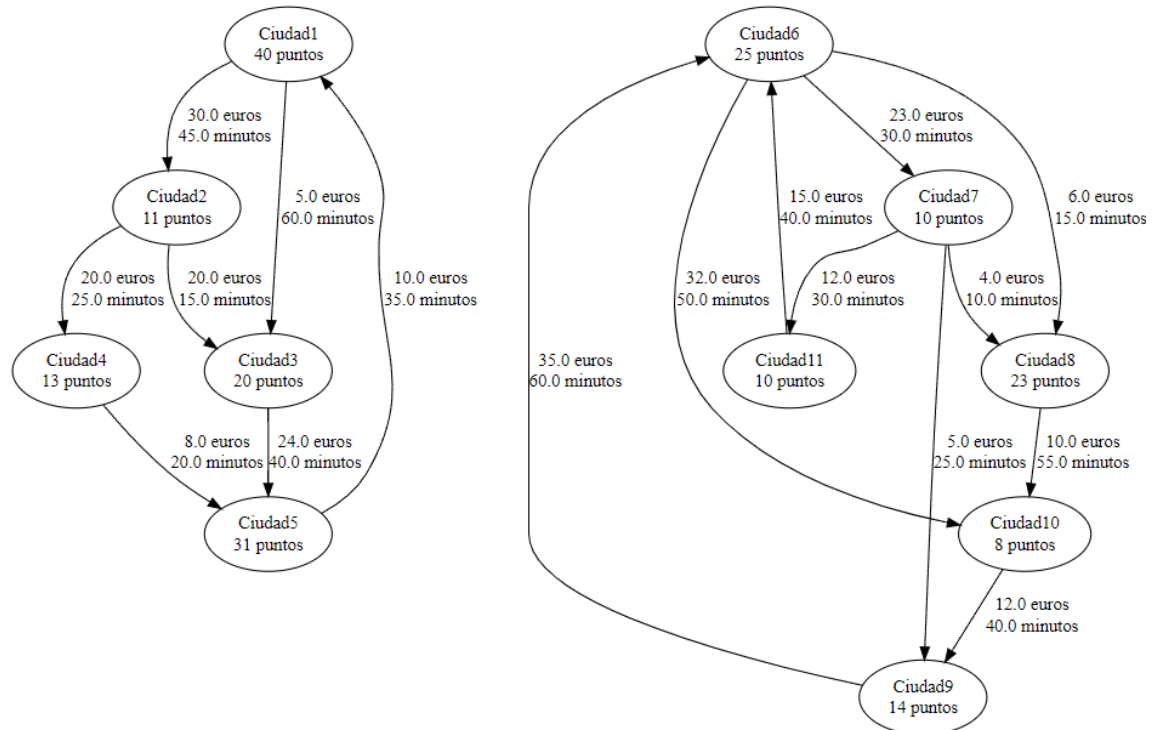 Ciudad1
40 puntos
30.0 euros
45.0 minutos
Ciudad2
11 puntos
5.0 euros
60.0 minutos
20.0 euros
25.0 minutos
20.0 euros
15.0 minutos
10.0 euros
35.0 minutos
Ciudad4
13 puntos
Ciudad3
20 puntos
8.0 euros
20.0 minutos
24.0 euros
40.0 minutos
Ciudad5
31 puntos
Ciudad6
25 puntos
23.0 euros
30.0 minutos
Ciudad7
10 puntos
15.0 euros
40.0 minutos
6.0 euros
15.0 minutos
32.0 euros
50.0 minutos
12.0 euros
30.0 minutos
4.0 euros
10.0 minutos
35.0 euros
60.0 minutos
Ciudad11
10 puntos
Ciudad8
23 puntos
5.0 euros
25.0 minutos
10.0 euros
55.0 minutos
Ciudad10
8 puntos
12.0 euros
40.0 minutos
Ciudad9
14 puntos